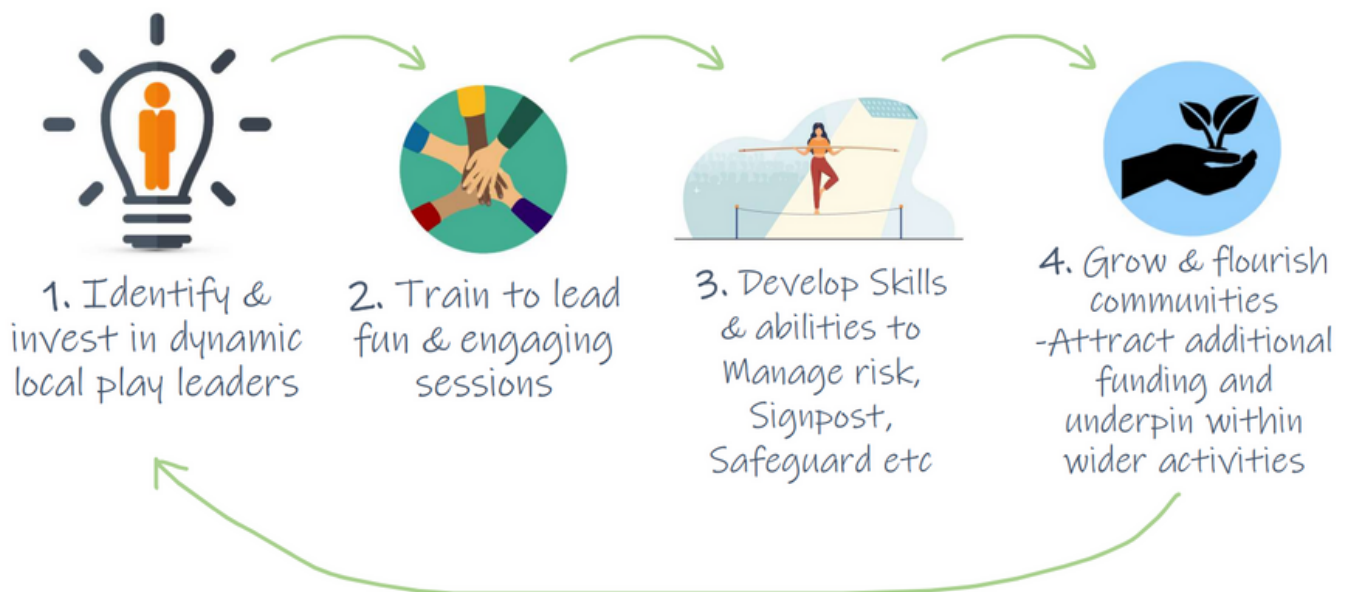 1. Identify &
invest in dynamic
local play leaders
2. Train to lead
fun & engaging
sessions
3. Develop Skills
& abilities to
Manage risk,
Signpost,
Safeguard etc
4. Grow & flourish
communities
-Attract additional
funding and
underpin within
wider activities